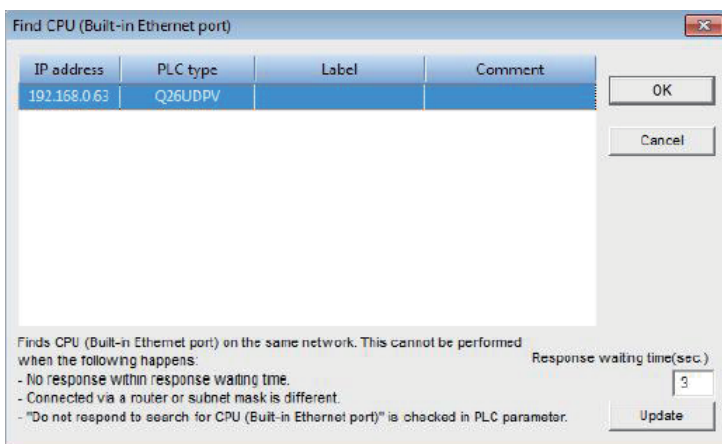 Find CPU (Built-in Ethernet port)
IP address PLC type Label Comment
192.168.0.63 Q26UDPV
OK
Cancel
Finds CPU (Built-in Ethernet port) on the same network. This cannot be performed
when the following happens:
- No response within response waiting time.
- Connected via a router or subnet mask is different.
- "Do not respond to search for CPU (Built-in Ethernet port)" is checked in PLC parameter.
Response waiting time(sec.)
3
Update